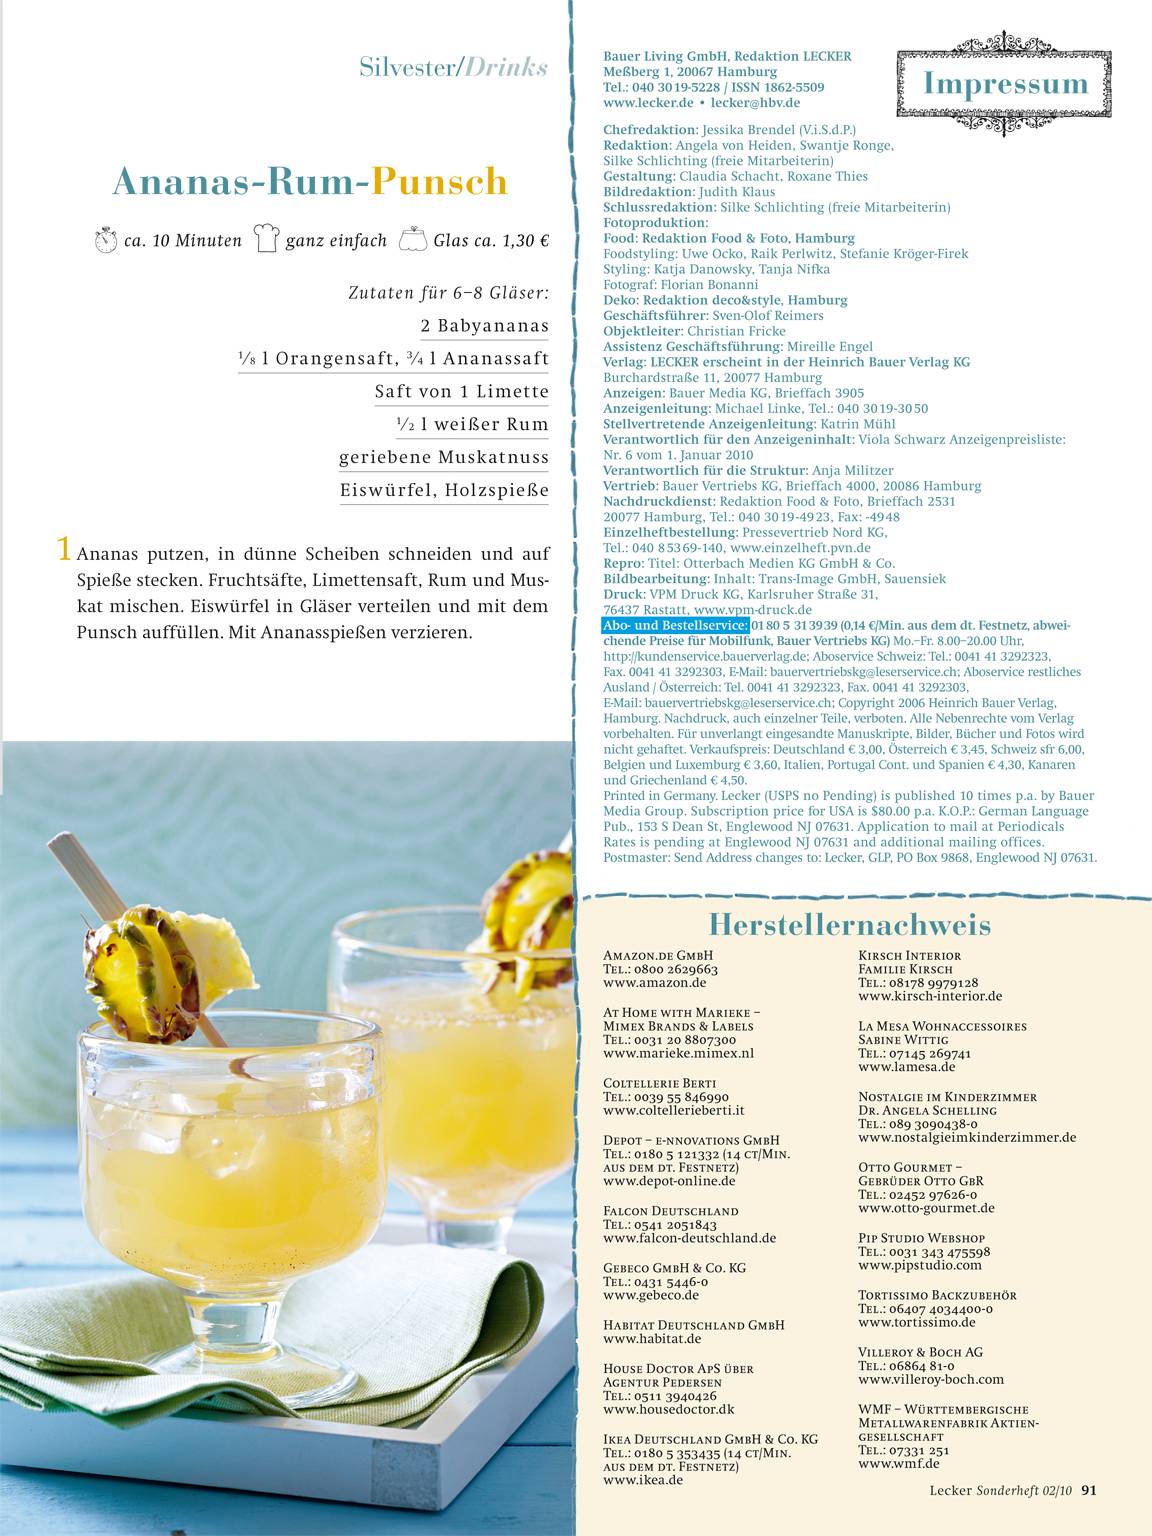 Silvester/Drinks
Ananas-Rum-Punsch
ca. 10 Minuten ganz einfach Glas ca. 1,30 €
Zutaten für 6–8 Gläser:
2 Babyananas
1/8 l Orangensaft, 3/4 l Ananassaft
Saft von 1 Limette
1/2 l weißer Rum
geriebene Muskatnuss
Eiswürfel, Holzspieße
1 Ananas putzen, in dünne Scheiben schneiden und auf
Spieße stecken. Fruchtsäfte, Limettensaft, Rum und Mus-
kat mischen. Eiswürfel in Gläser verteilen und mit dem
Punsch auffüllen. Mit Ananasspießen verzieren.
Impressum
Bauer Living GmbH, Redaktion LECKER
Meßberg 1, 20067 Hamburg
Tel.: 040 3019-5228 / ISSN 1862-5509
www.lecker.de • lecker@hbv.de
Chefredaktion: Jessika Brendel (V.i.S.d.P.)
Redaktion: Angela von Heiden, Swantje Ronge,
Silke Schlichting (freie Mitarbeiterin)
Gestaltung: Claudia Schacht, Roxane Thies
Bildredaktion: Judith Klaus
Schlussredaktion: Silke Schlichting (freie Mitarbeiterin)
Fotoproduktion:
Food: Redaktion Food & Foto, Hamburg
Foodstyling: Uwe Ocko, Raik Perlwitz, Stefanie Kröger-Firek
Styling: Katja Danowsky, Tanja Nifka
Fotograf: Florian Bonanni
Deko: Redaktion deco&style, Hamburg
Geschäftsführer: Sven-Olof Reimers
Objektleiter: Christian Fricke
Assistenz Geschäftsführung: Mireille Engel
Verlag: LECKER erscheint in der Heinrich Bauer Verlag KG
Burchardstraße 11, 20077 Hamburg
Anzeigen: Bauer Media KG, Brieffach 3905
Anzeigenleitung: Michael Linke, Tel.: 040 3019-3050
Stellvertretende Anzeigenleitung: Katrin Mühl
Verantwortlich für den Anzeigeninhalt: Viola Schwarz Anzeigenpreisliste:
Nr. 6 vom 1. Januar 2010
Verantwortlich für die Struktur: Anja Militzer
Vertrieb: Bauer Vertriebs KG, Brieffach 4000, 20086 Hamburg
Nachdruckdienst: Redaktion Food & Foto, Brieffach 2531
20077 Hamburg, Tel.: 040 3019-4923, Fax: -4948
Einzelheftbestellung: Pressevertrieb Nord KG,
Tel.: 040 85369-140, www.einzelheft.pvn.de
Repro: Titel: Otterbach Medien KG GmbH & Co.
Bildbearbeitung: Inhalt: Trans-Image GmbH, Sauensiek
Druck: VPM Druck KG, Karlsruher Straße 31,
76437 Rastatt, www.vpm-druck.de
Abo- und Bestellservice: 0180 5 313939 (0,14 €/Min. aus dem dt. Festnetz, abwei-
chende Preise für Mobilfunk, Bauer Vertriebs KG) Mo.–Fr. 8.00–20.00 Uhr,
http://kundenservice.bauerverlag.de; Aboservice Schweiz: Tel.: 0041 41 3292323,
Fax. 0041 41 3292303, E-Mail: bauervertriebskg@leserservice.ch; Aboservice restliches
Ausland / Österreich: Tel. 0041 41 3292323, Fax. 0041 41 3292303,
E-Mail: bauervertriebskg@leserservice.ch; Copyright 2006 Heinrich Bauer Verlag,
Hamburg. Nachdruck, auch einzelner Teile, verboten. Alle Nebenrechte vom Verlag
vorbehalten. Für unverlangt eingesandte Manuskripte, Bilder, Bücher und Fotos wird
nicht gehaftet. Verkaufspreis: Deutschland € 3,00, Österreich € 3,45, Schweiz sfr 6,00,
Belgien und Luxemburg € 3,60, Italien, Portugal Cont. und Spanien € 4,30, Kanaren
und Griechenland € 4,50.
Printed in Germany. Lecker (USPS no Pending) is published 10 times p.a. by Bauer
Media Group. Subscription price for USA is $80.00 p.a. K.O.P.: German Language
Pub., 153 S Dean St, Englewood NJ 07631. Application to mail at Periodicals
Rates is pending at Englewood NJ 07631 and additional mailing offices.
Postmaster: Send Address changes to: Lecker, GLP, PO Box 9868, Englewood NJ 07631.
Herstellernachweis
Amazon.de GmbH
Tel.: 0800 2629663
www.amazon.de
At Home with Marieke –
Mimex Brands & Labels
Tel.: 0031 20 8807300
www.marieke.mimex.nl
Coltellerie Berti
Tel.: 0039 55 846990
www.coltellerieberti.it
Depot – e-nnovations GmbH
Tel.: 0180 5 121332 (14 ct/Min.
aus dem dt. Festnetz)
www.depot-online.de
Falcon Deutschland
Tel.: 0541 2051843
www.falcon-deutschland.de
Gebeco GmbH & Co. KG
Tel.: 0431 5446-0
www.gebeco.de
Habitat Deutschland GmbH
www.habitat.de
House Doctor ApS über
Agentur Pedersen
Tel.: 0511 3940426
www.housedoctor.dk
Ikea Deutschland GmbH & Co. KG
Tel.: 0180 5 353435 (14 ct/Min.
aus dem dt. Festnetz)
www.ikea.de
Kirsch Interior
Familie Kirsch
Tel.: 08178 9979128
www.kirsch-interior.de
La Mesa Wohnaccessoires
Sabine Wittig
Tel.: 07145 269741
www.lamesa.de
Nostalgie im Kinderzimmer
Dr. Angela Schelling
Tel.: 089 3090438-0
www.nostalgieimkinderzimmer.de
Otto Gourmet –
Gebrüder Otto GbR
Tel.: 02452 97626-0
www.otto-gourmet.de
Pip Studio Webshop
Tel.: 0031 343 475598
www.pipstudio.com
Tortissimo Backzubehör
Tel.: 06407 4034400-0
www.tortissimo.de
Villeroy & Boch AG
Tel.: 06864 81-0
www.villeroy-boch.com
WMF – Württembergische
Metallwarenfabrik Aktien-
gesellschaft
Tel.: 07331 251
www.wmf.de
Lecker Sonderheft 02/10 91